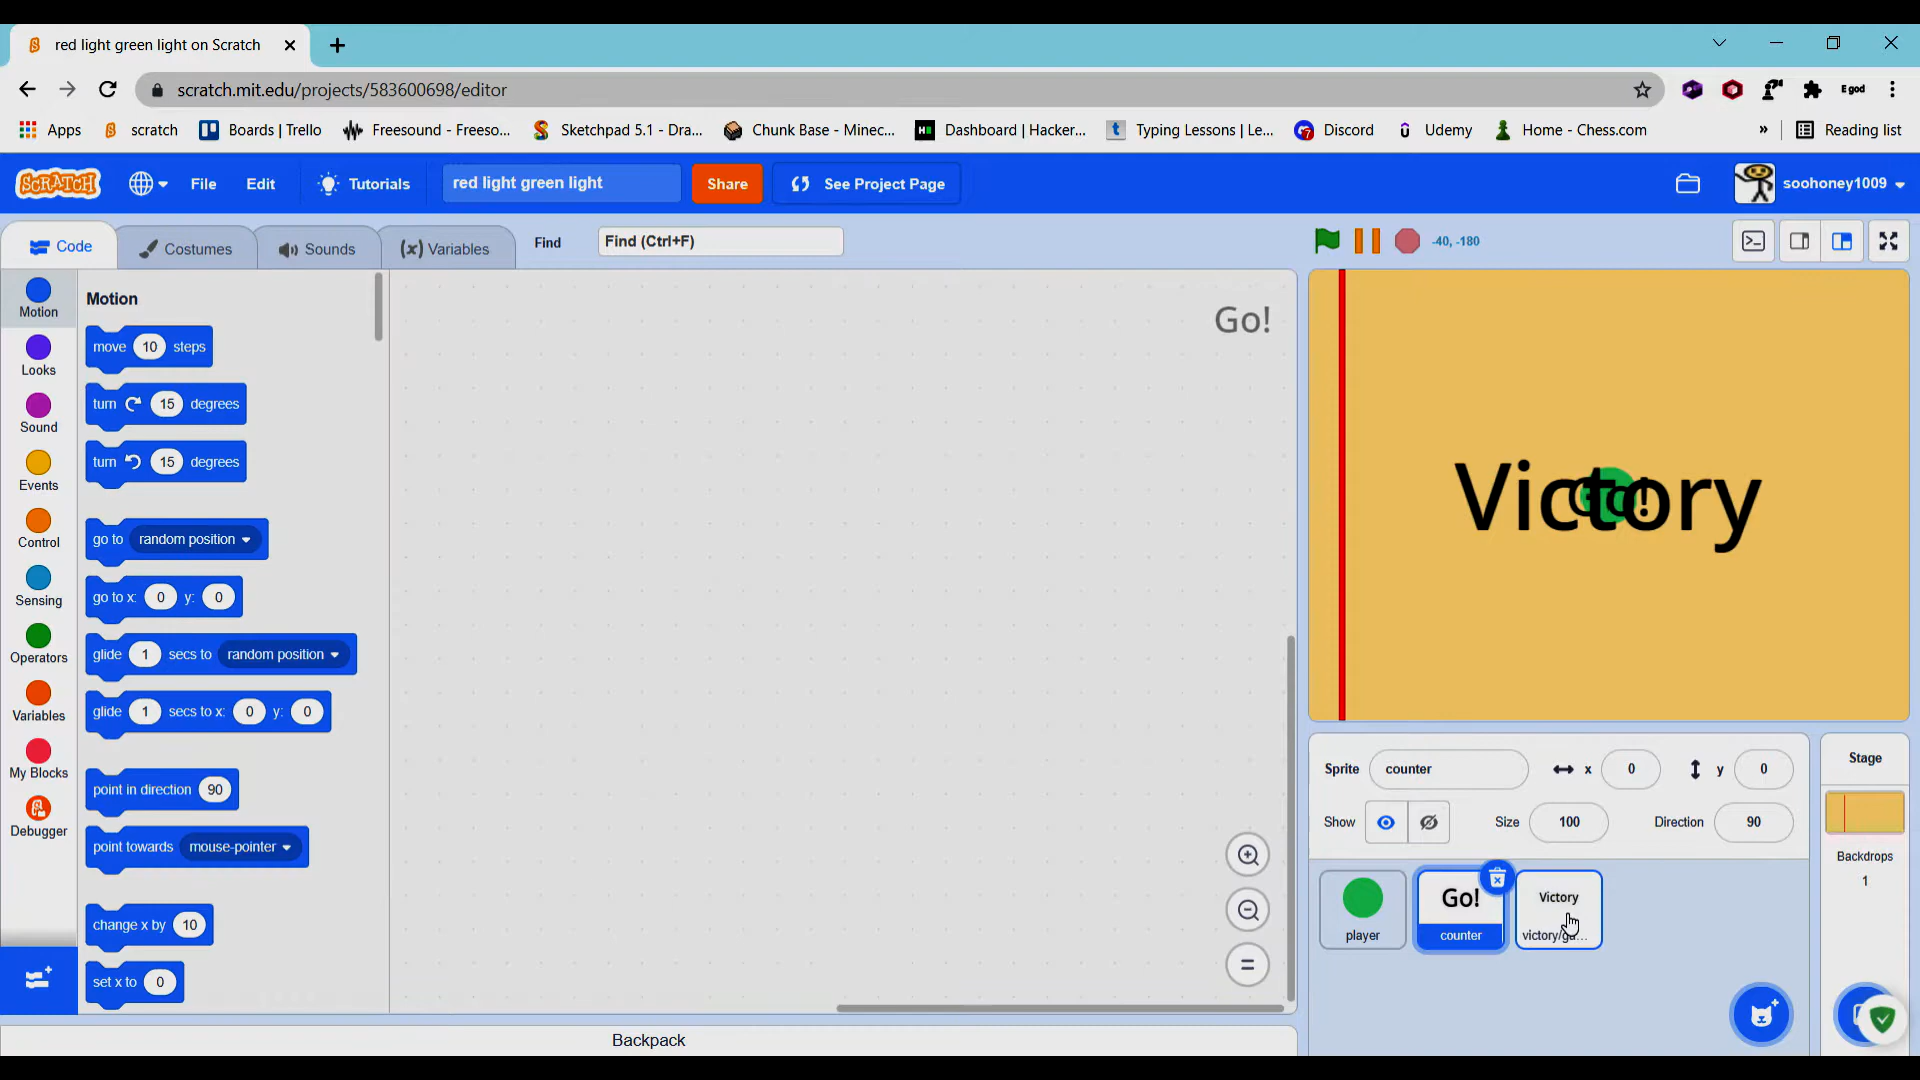 red light green light on Scratch
scratch.mit.edu/projects/583600698/editor
E god
Apps scratch Boards | Trello Freesound - Freeso... Sketchpad 5.1 - Dra... Chunk Base - Minec... Dashboard | Hacker... Typing Lessons | Le... Discord Udemy Home - Chess.com » Reading list
SCRATCH File Edit Tutorials red light green light Share See Project Page soohoney1009
Code Costumes Sounds (x) Variables Find Find (Ctrl+F) -40, -180
Motion
Looks
Sound
Events
Control
Sensing
Operators
Variables
My Blocks
Debugger
Motion
move 10 steps
turn 15 degrees
turn 15 degrees
go to random position
go to x: 0 y: 0
glide 1 secs to random position
glide 1 secs to x: 0 y: 0
point in direction 90
point towards mouse-pointer
change x by 10
set x to 0
Go!
Go!
Victory
Sprite counter x 0 y 0
Show Size 100 Direction 90
player
Go!
counter
Victory
victory/ga...
Stage
Backdrops
1
Backpack